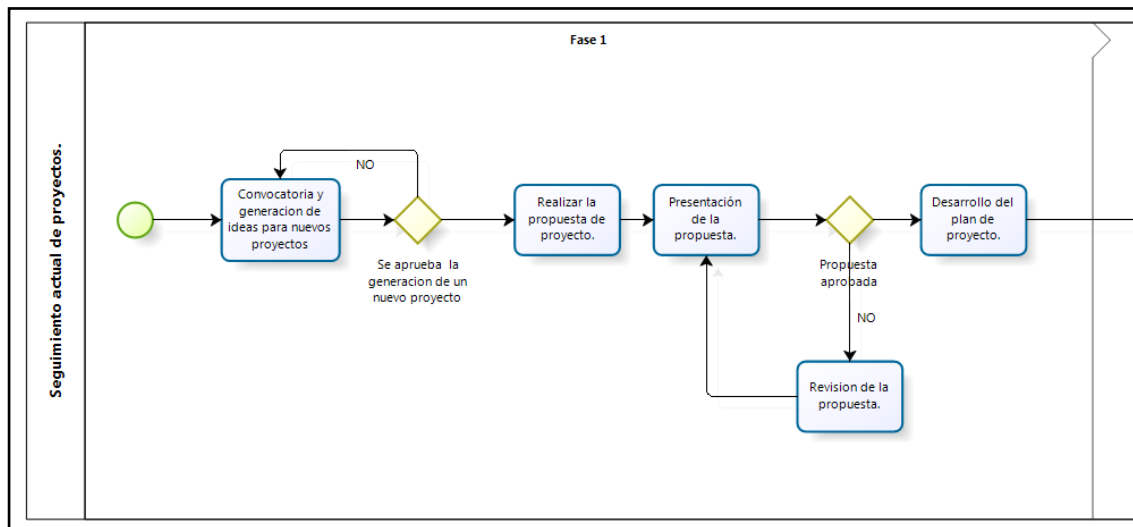 Seguimiento actual de proyectos.
Fase 1
NO
Convocatoria y
generacion de
ideas para nuevos
proyectos
Se aprueba la
generacion de un
nuevo proyecto
Realizar la
propuesta de
proyecto.
Presentación
de la
propuesta.
Propuesta
aprobada
NO
Desarrollo del
plan de
proyecto.
Revision de la
propuesta.